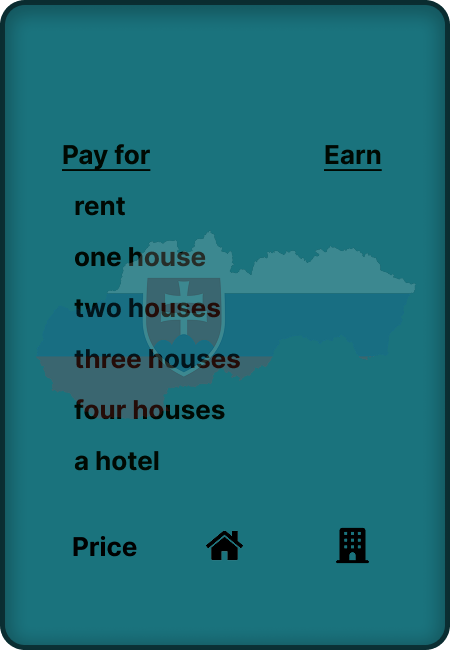 Pay for Earn
rent
one house
two houses
three houses
four houses
a hotel
Price